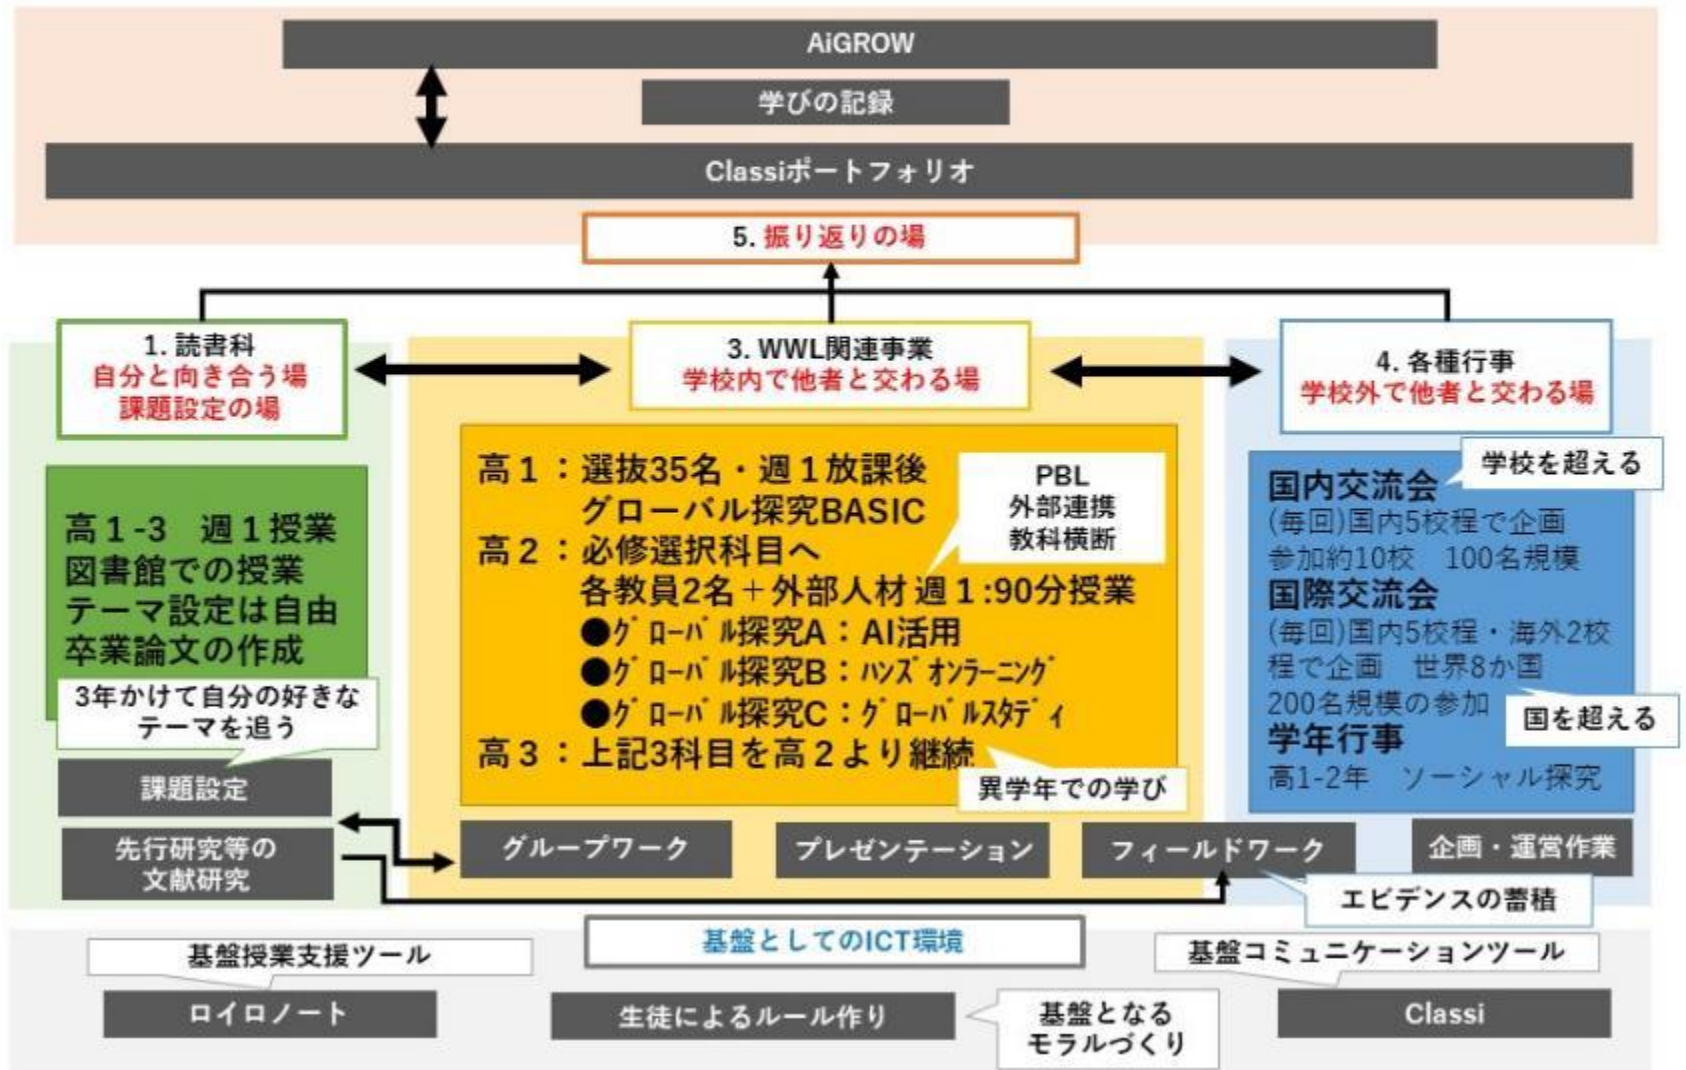 AiGROW
学びの記録
Classiポートフォリオ
5. 振り返りの場
1. 読書科
自分と向き合う場
課題設定の場
3. WWL関連事業
学校内で他者と交わる場
4. 各種行事
学校外で他者と交わる場
高1-3 週1授業
図書館での授業
テーマ設定は自由
卒業論文の作成
3年かけて自分の好きな
テーマを追う
課題設定
先行研究等の
文献研究
高1：選抜35名・週1放課後
グローバル探究BASIC
高2：必修選択科目へ
各教員2名＋外部人材 週1:90分授業
●グローバル探究A：AI活用
●グローバル探究B：ハンズオンラーニング
●グローバル探究C：グローバルスタディ
高3：上記3科目を高2より継続
PBL
外部連携
教科横断
異学年での学び
グループワーク
プレゼンテーション
フィールドワーク
学校を超える
国内交流会
(毎回)国内5校程で企画
参加約10校 100名規模
国際交流会
(毎回)国内5校程・海外2校
程で企画 世界8か国
200名規模の参加
国を超える
学年行事
高1-2年 ソーシャル探究
企画・運営作業
エビデンスの蓄積
基盤としてのICT環境
基盤授業支援ツール
ロイロノート
生徒によるルール作り
基盤となる
モラルづくり
基盤コミュニケーションツール
Classi